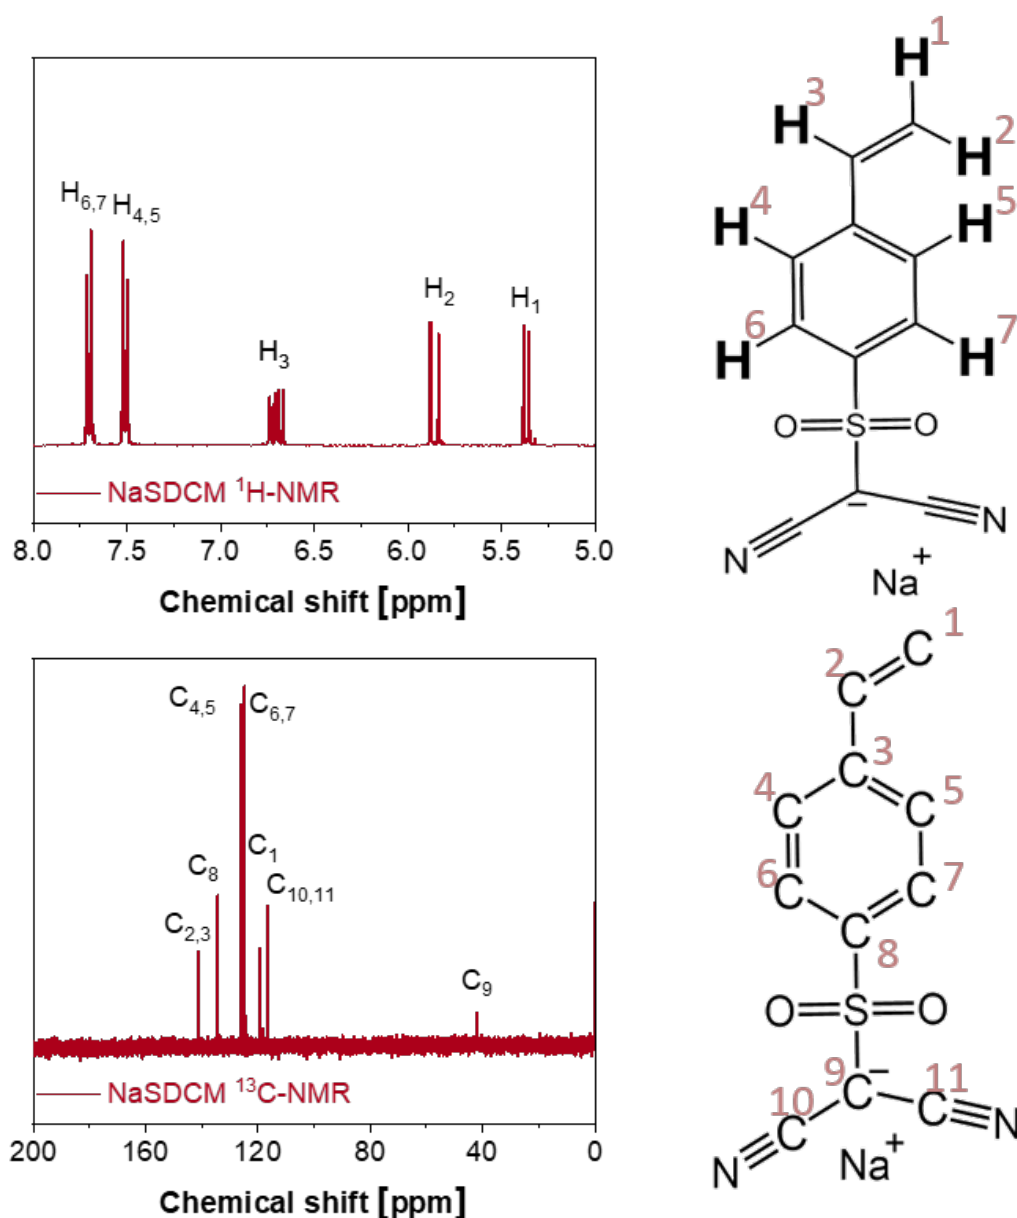 H6,7
H4,5
H3
H2
H1
NaSDCM ¹H-NMR
8.0 7.5 7.0 6.5 6.0 5.5 5.0
Chemical shift [ppm]
1
H
3
H
2
H
4
H
5
H
6
H
7
H
O S O
N N
Na⁺
−
C4,5
C6,7
C8
C1
C10,11
C2,3
C9
NaSDCM ¹³C-NMR
200 160 120 80 40 0
Chemical shift [ppm]
1
2 C
C
3
C
4 5
C C
6 7
C C
C
8
O S O
9 − 11
10 C C N
C
N Na⁺